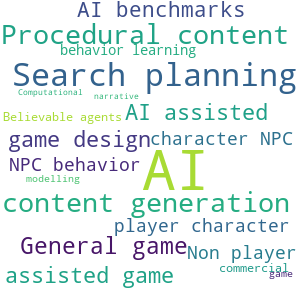 AI benchmarks
Procedural content
behavior learning
Search planning
Computational
narrative
Believable agents
AI assisted
game design
character NPC
NPC behavior
AI
modelling
content generation
player character
General game
Non player
assisted game
commercial
game